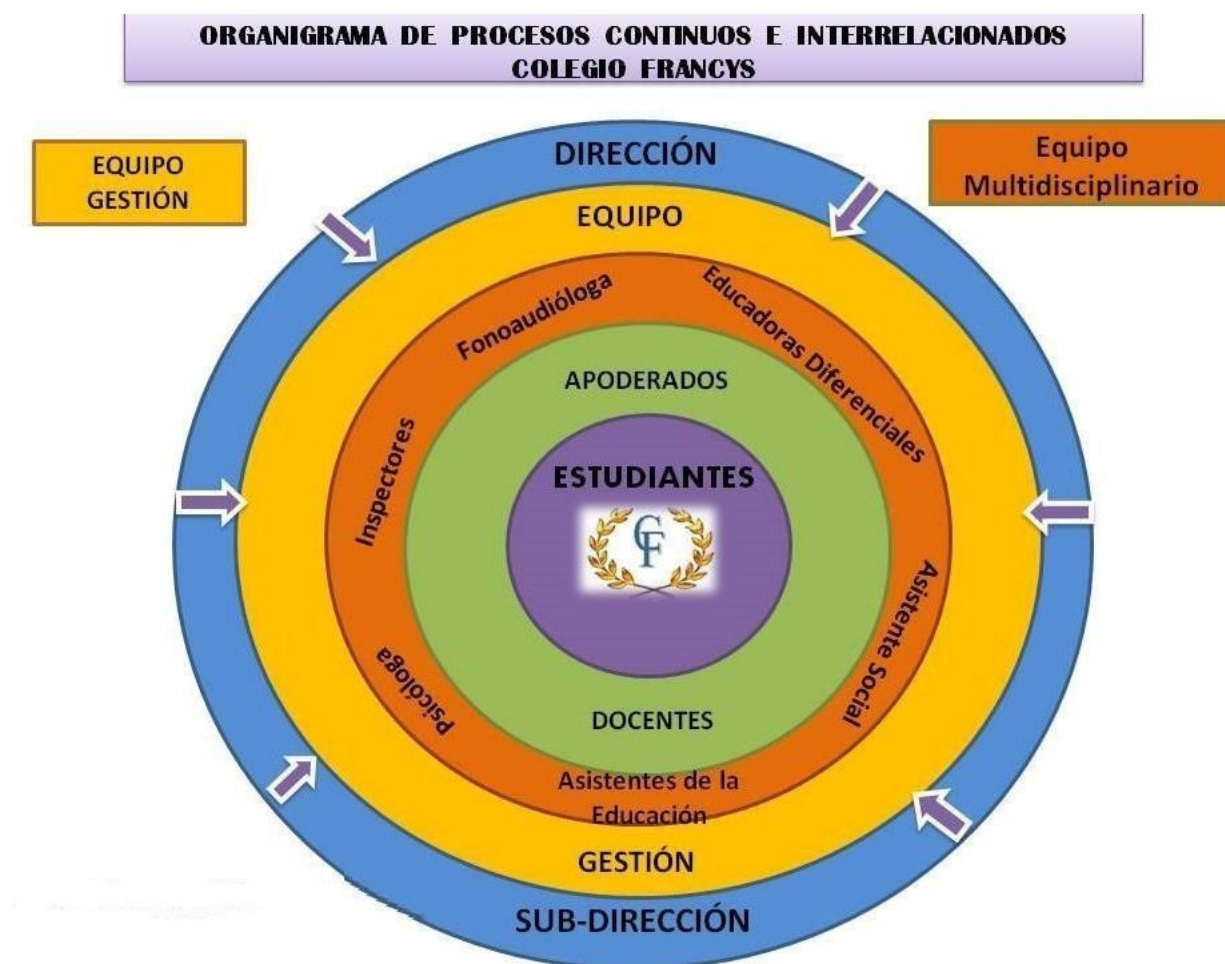 ORGANIGRAMA DE PROCESOS CONTINUOS E INTERRELACIONADOS
COLEGIO FRANCYS
EQUIPO
GESTIÓN
Equipo
Multidisciplinario
DIRECCIÓN
EQUIPO
Fonoaudióloga
Educadoras Diferenciales
Inspectores
APODERADOS
ESTUDIANTES
CF
Psicóloga
Asistente Social
DOCENTES
Asistentes de la
Educación
GESTIÓN
SUB-DIRECCIÓN